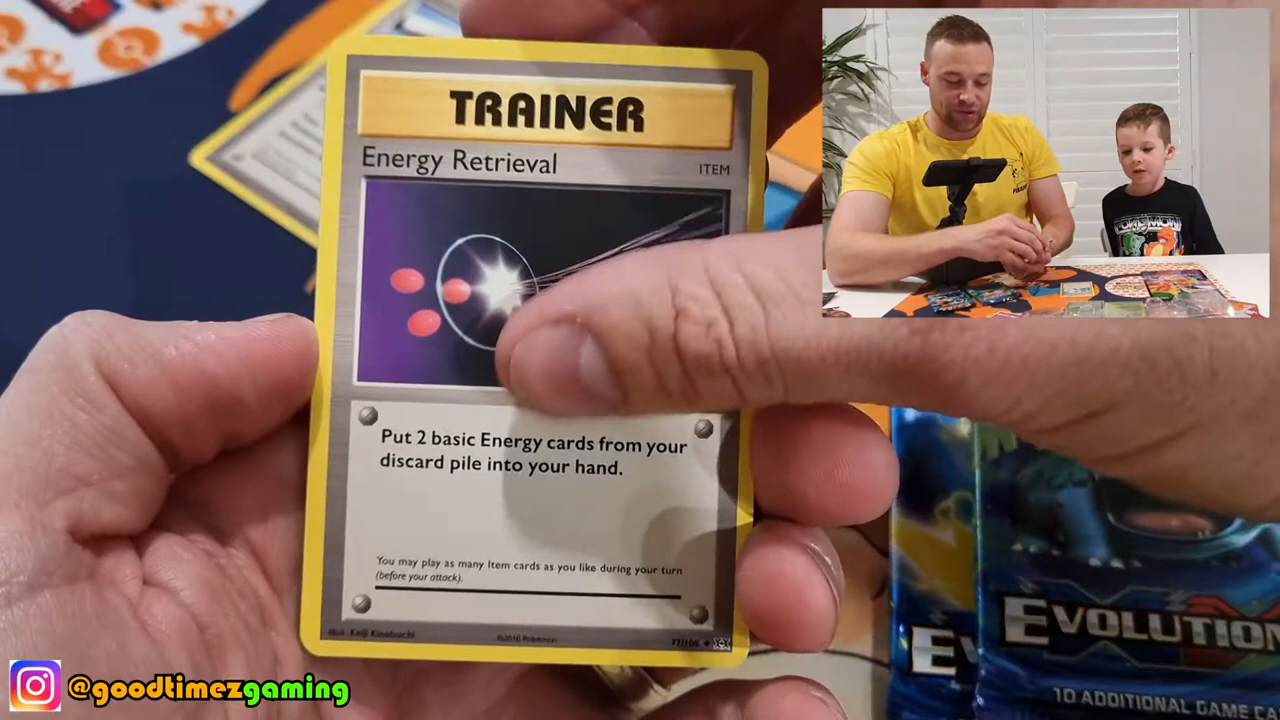 TRAINER
Energy Retrieval
ITEM
Put 2 basic Energy cards from your
discard pile into your hand.
You may play as many Item cards as you like during your turn
(before your attack).
Illus. Keiji Kinebuchi
©2016 Pokémon
77/108
EV
EVOLUTION
10 ADDITIONAL GAME CA
@goodtimezgaming